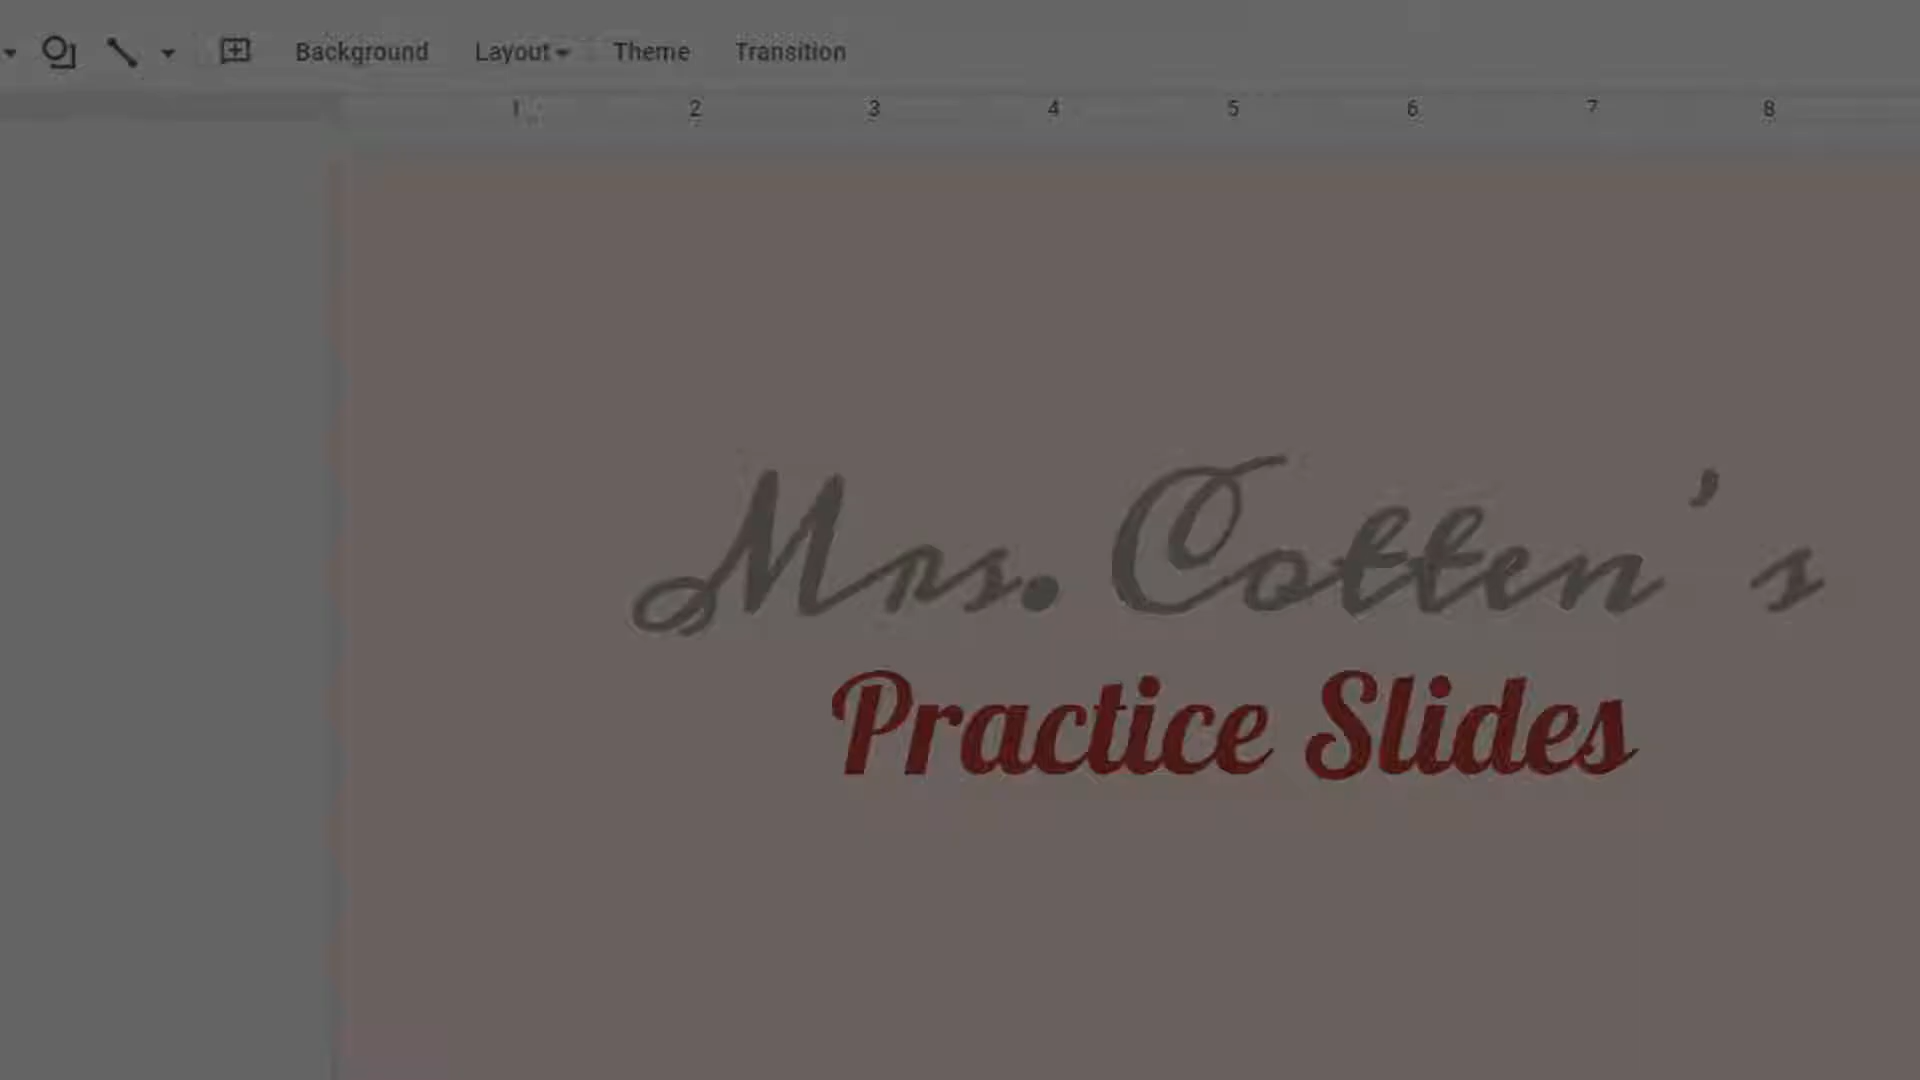 Background Layout Theme Transition
1 2 3 4 5 6 7 8
Mrs. Cotten's
Practice Slides